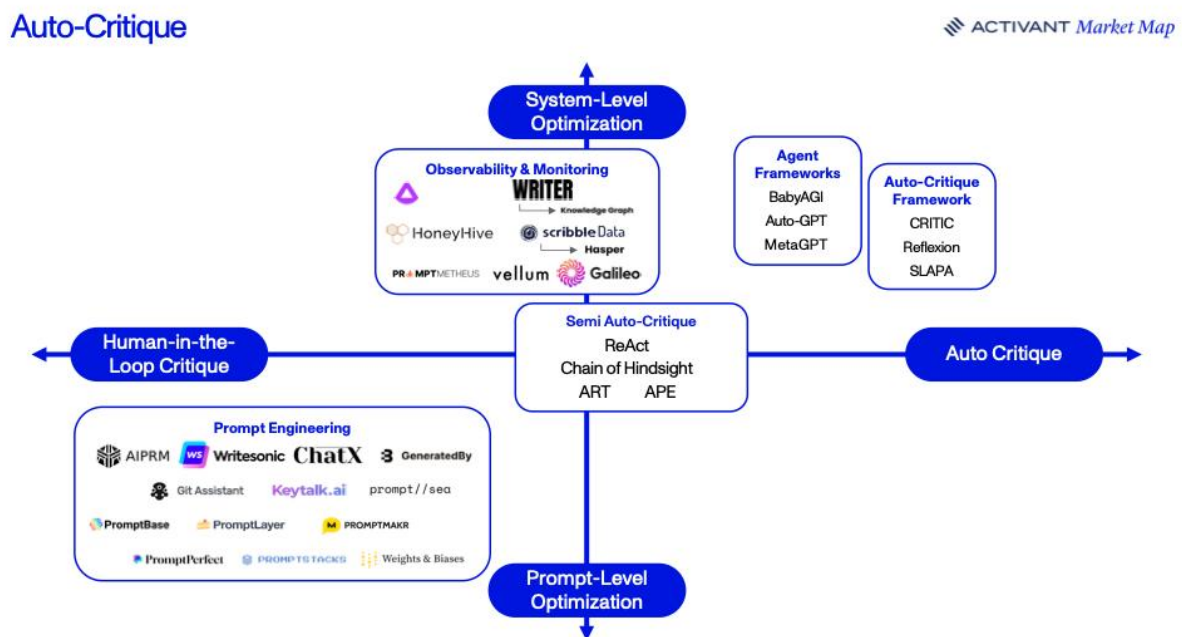 Auto-Critique
ACTIVANT Market Map
System-Level
Optimization
Observability & Monitoring
WRITER
Knowledge Graph
HoneyHive
scribbleData
Hasper
PROMPTMETHEUS
vellum
Galileo
Agent
Frameworks
BabyAGI
Auto-GPT
MetaGPT
Auto-Critique
Framework
CRITIC
Reflexion
SLAPA
Human-in-the-
Loop Critique
Semi Auto-Critique
ReAct
Chain of Hindsight
ART APE
Auto Critique
Prompt Engineering
AIPRM
WS Writesonic
ChatX
GeneratedBy
Git Assistant
Keytalk.ai
prompt//sea
PromptBase
PromptLayer
M PROMPTMAKR
PromptPerfect
PROMPTSTACKS
Weights & Biases
Prompt-Level
Optimization